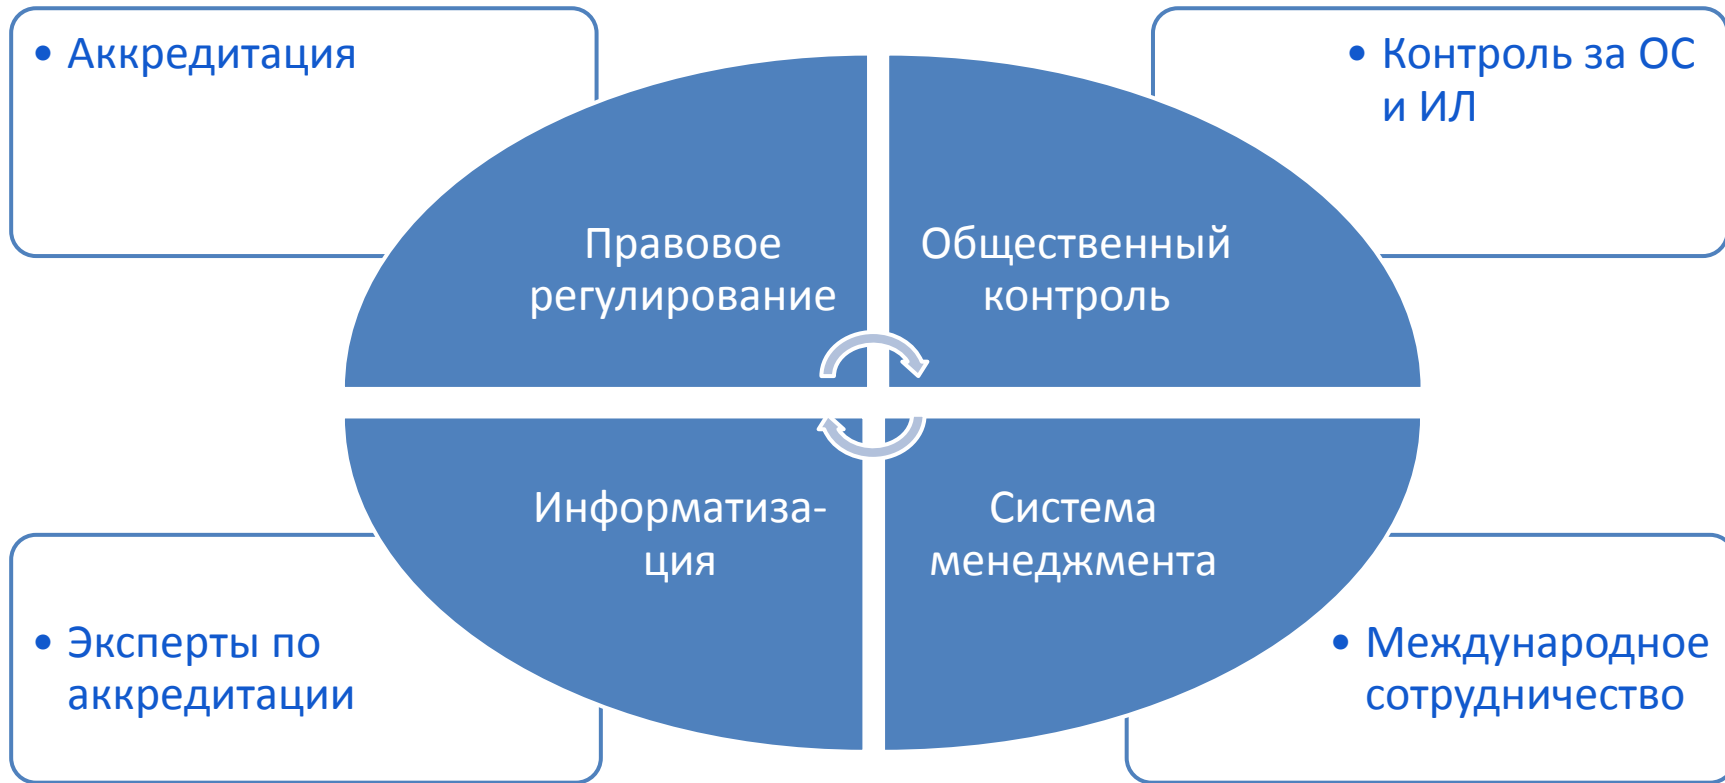 • Аккредитация
• Контроль за ОС
и ИЛ
Правовое
регулирование
Общественный
контроль
Информатиза-
ция
Система
менеджмента
• Эксперты по
аккредитации
• Международное
сотрудничество